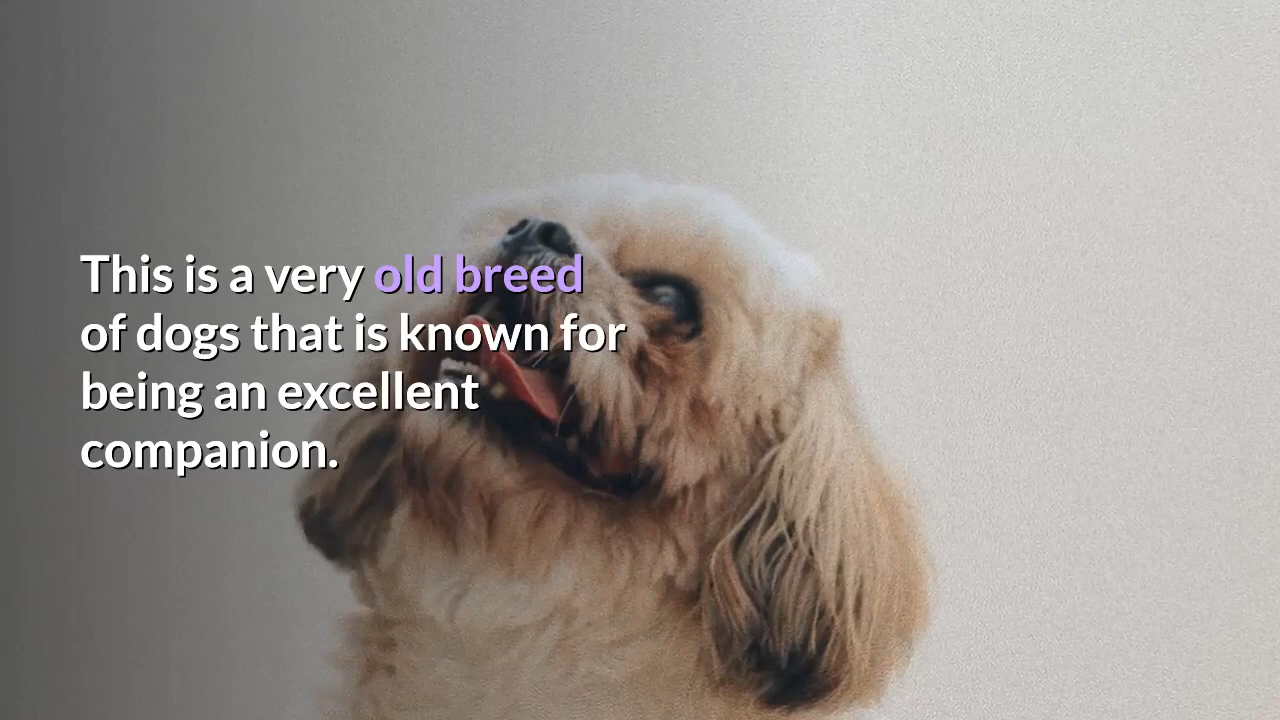 This is a very old breed
of dogs that is known for
being an excellent
companion.